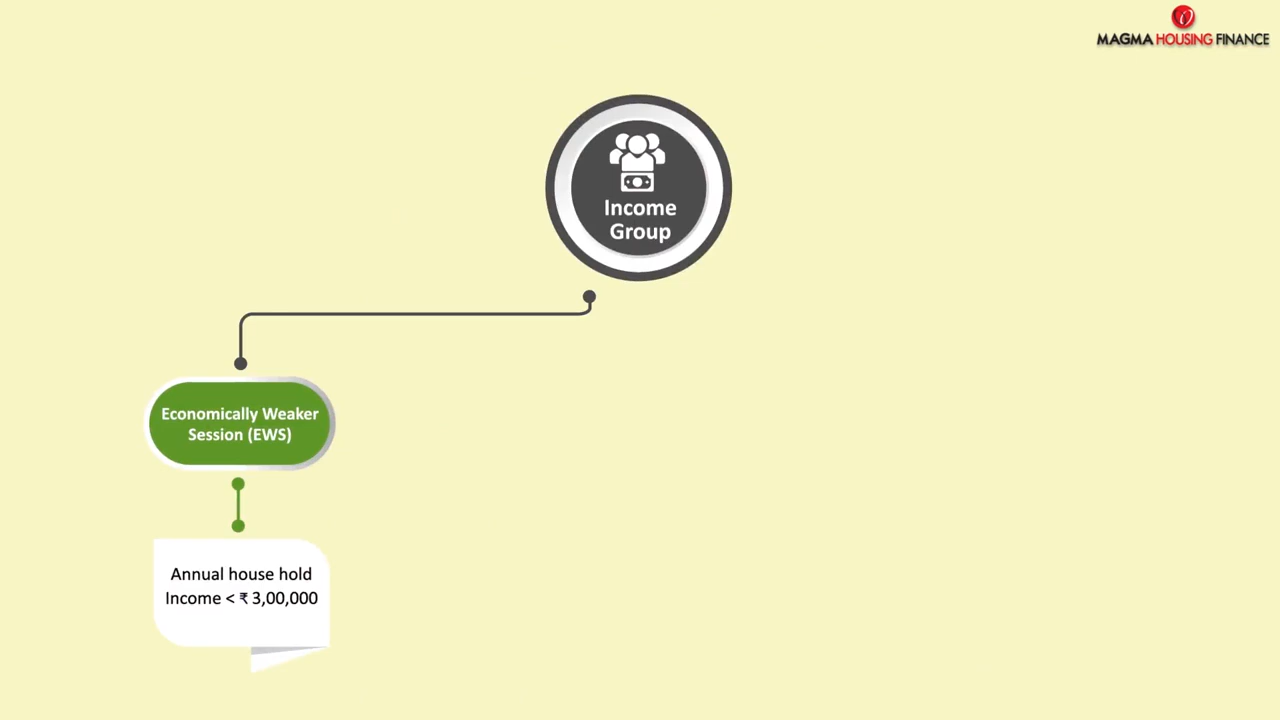 MAGMA HOUSING FINANCE
Income
Group
Economically Weaker
Session (EWS)
Annual house hold
Income < ₹ 3,00,000